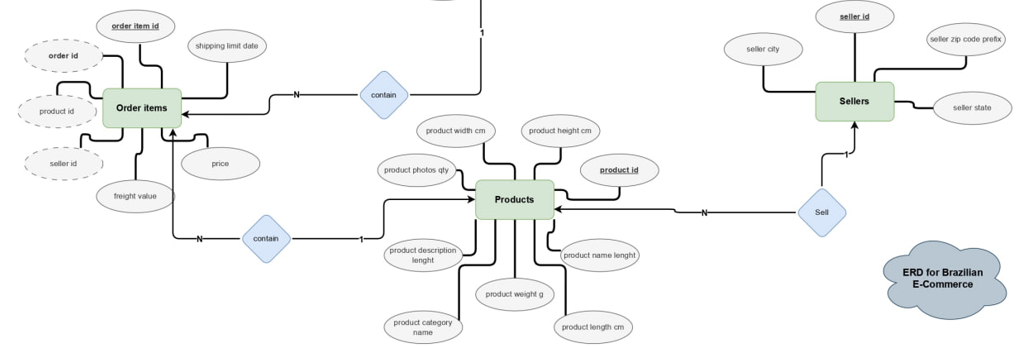 seller id
order item id
seller zip code prefix
1
shipping limit date
seller city
order id
N
contain
Sellers
Order items
seller state
product id
product width cm
product height cm
1
seller id
price
product photos qty
product id
freight value
Products
N
Sell
N
contain
1
product description
lenght
product name lenght
ERD for Brazilian
E-Commerce
product weight g
product category
name
product length cm